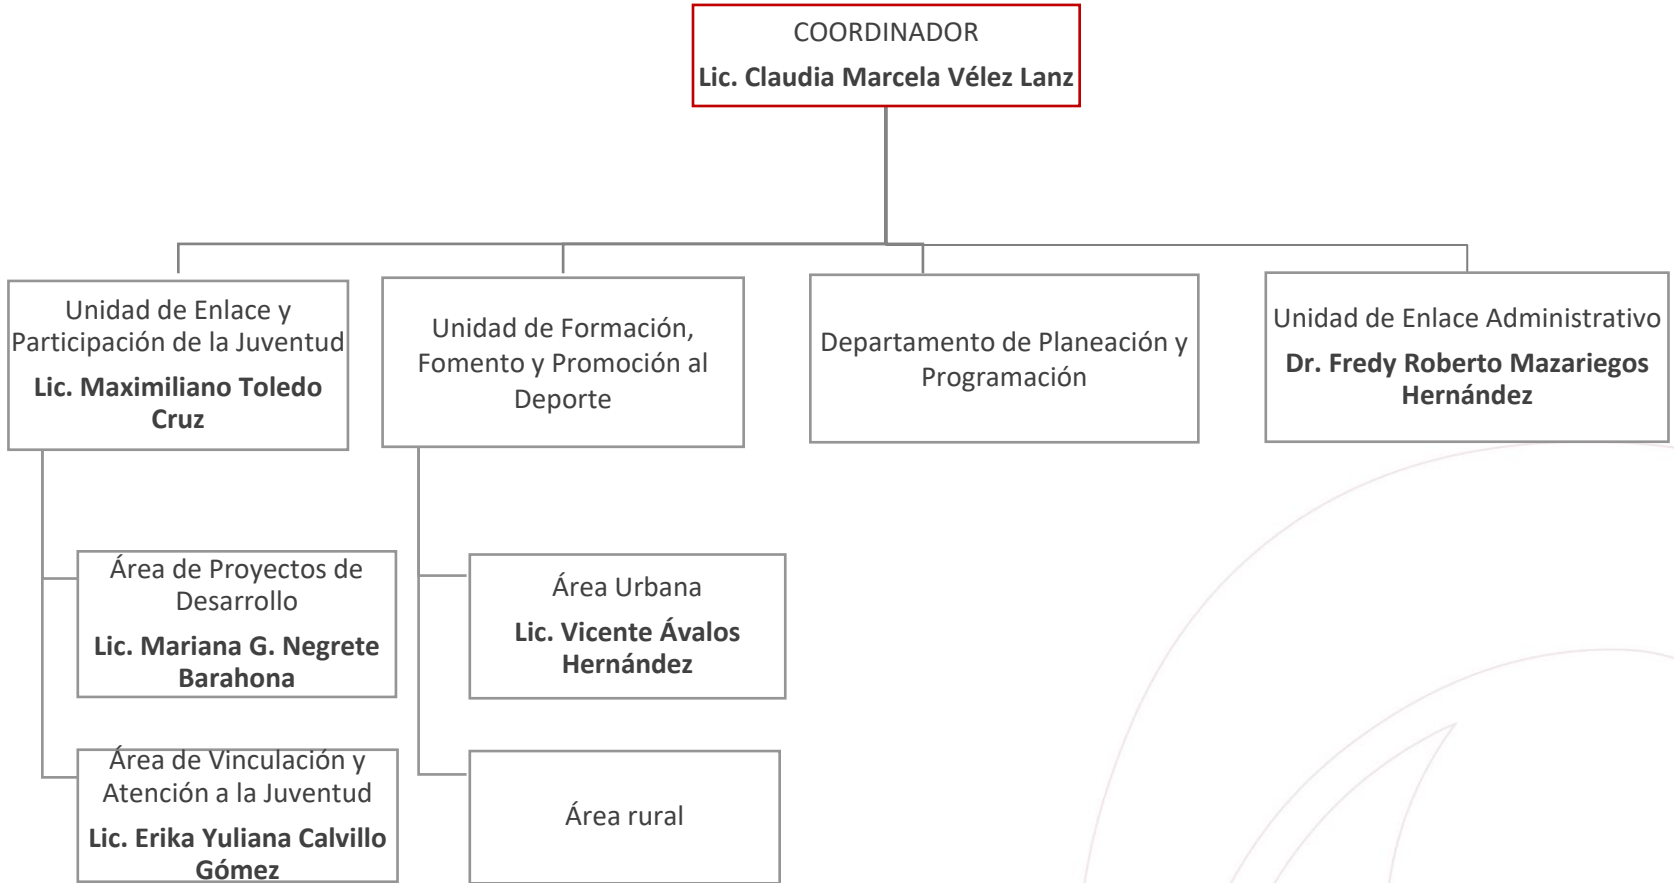 COORDINADOR
Lic. Claudia Marcela Vélez Lanz
Unidad de Enlace y
Participación de la Juventud
Lic. Maximiliano Toledo
Cruz
Unidad de Formación,
Fomento y Promoción al
Deporte
Departamento de Planeación y
Programación
Unidad de Enlace Administrativo
Dr. Fredy Roberto Mazariegos
Hernández
Área de Proyectos de
Desarrollo
Lic. Mariana G. Negrete
Barahona
Área Urbana
Lic. Vicente Ávalos
Hernández
Área de Vinculación y
Atención a la Juventud
Lic. Erika Yuliana Calvillo
Gómez
Área rural